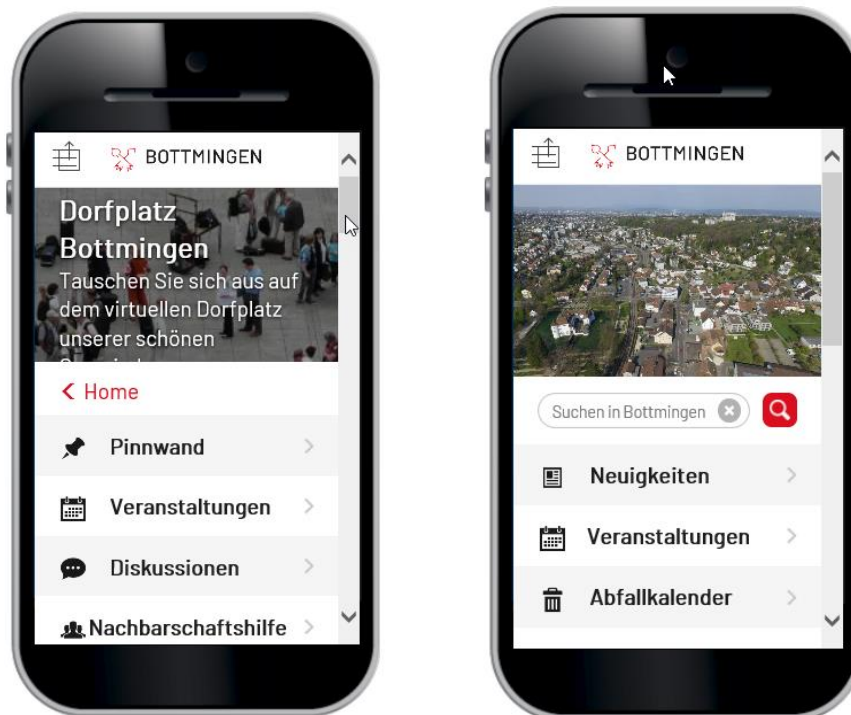 BOTTMINGEN
Dorfplatz
Bottmingen
Tauschen Sie sich aus auf
dem virtuellen Dorfplatz
unserer schönen
Home
Pinnwand
Veranstaltungen
Diskussionen
Nachbarschaftshilfe
BOTTMINGEN
Suchen in Bottmingen
Neuigkeiten
Veranstaltungen
Abfallkalender